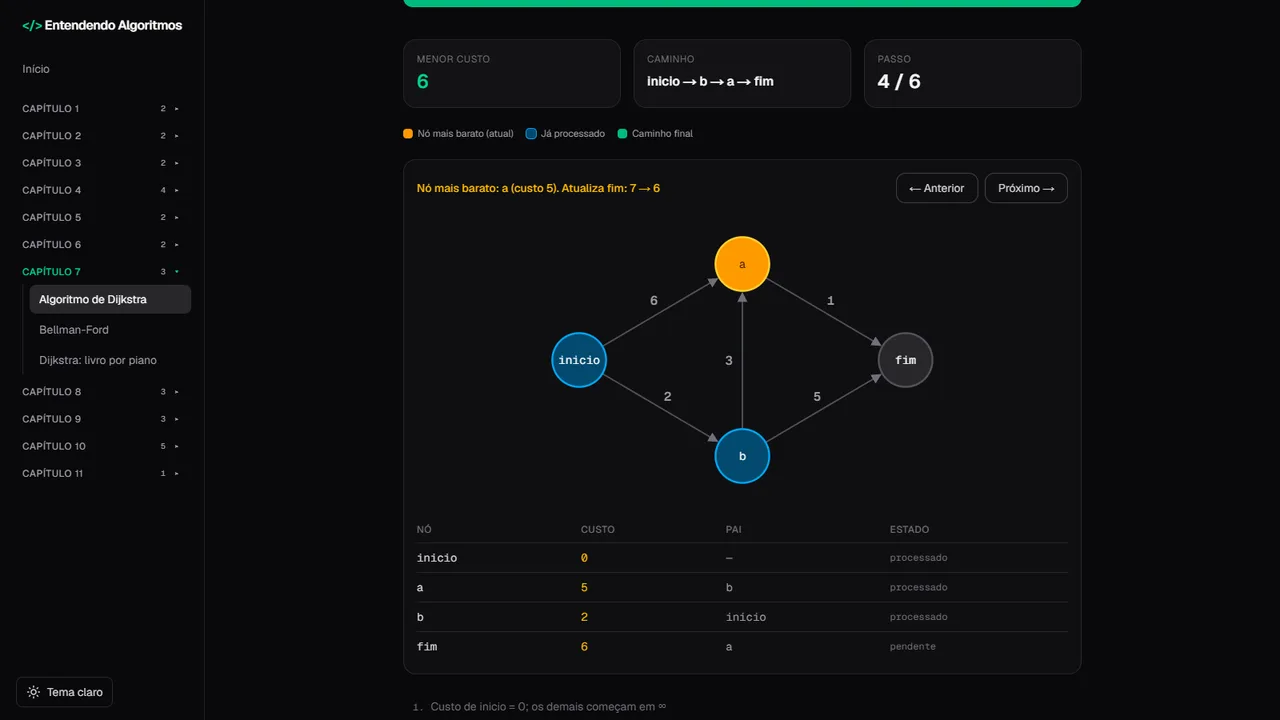 </> Entendendo Algoritmos
Início
CAPÍTULO 1 2 ▸
CAPÍTULO 2 2 ▸
CAPÍTULO 3 2 ▸
CAPÍTULO 4 4 ▸
CAPÍTULO 5 2 ▸
CAPÍTULO 6 2 ▸
CAPÍTULO 7 3 ▾
Algoritmo de Dijkstra
Bellman-Ford
Dijkstra: livro por piano
CAPÍTULO 8 3 ▸
CAPÍTULO 9 3 ▸
CAPÍTULO 10 5 ▸
CAPÍTULO 11 1 ▸
Tema claro
MENOR CUSTO
6
CAMINHO
inicio → b → a → fim
PASSO
4 / 6
Nó mais barato (atual) Já processado Caminho final
Nó mais barato: a (custo 5). Atualiza fim: 7 → 6
← Anterior Próximo →
a
6 1
inicio 3 fim
2 5
b
NÓ CUSTO PAI ESTADO
inicio 0 — processado
a 5 b processado
b 2 inicio processado
fim 6 a pendente
1. Custo de inicio = 0; os demais começam em ∞